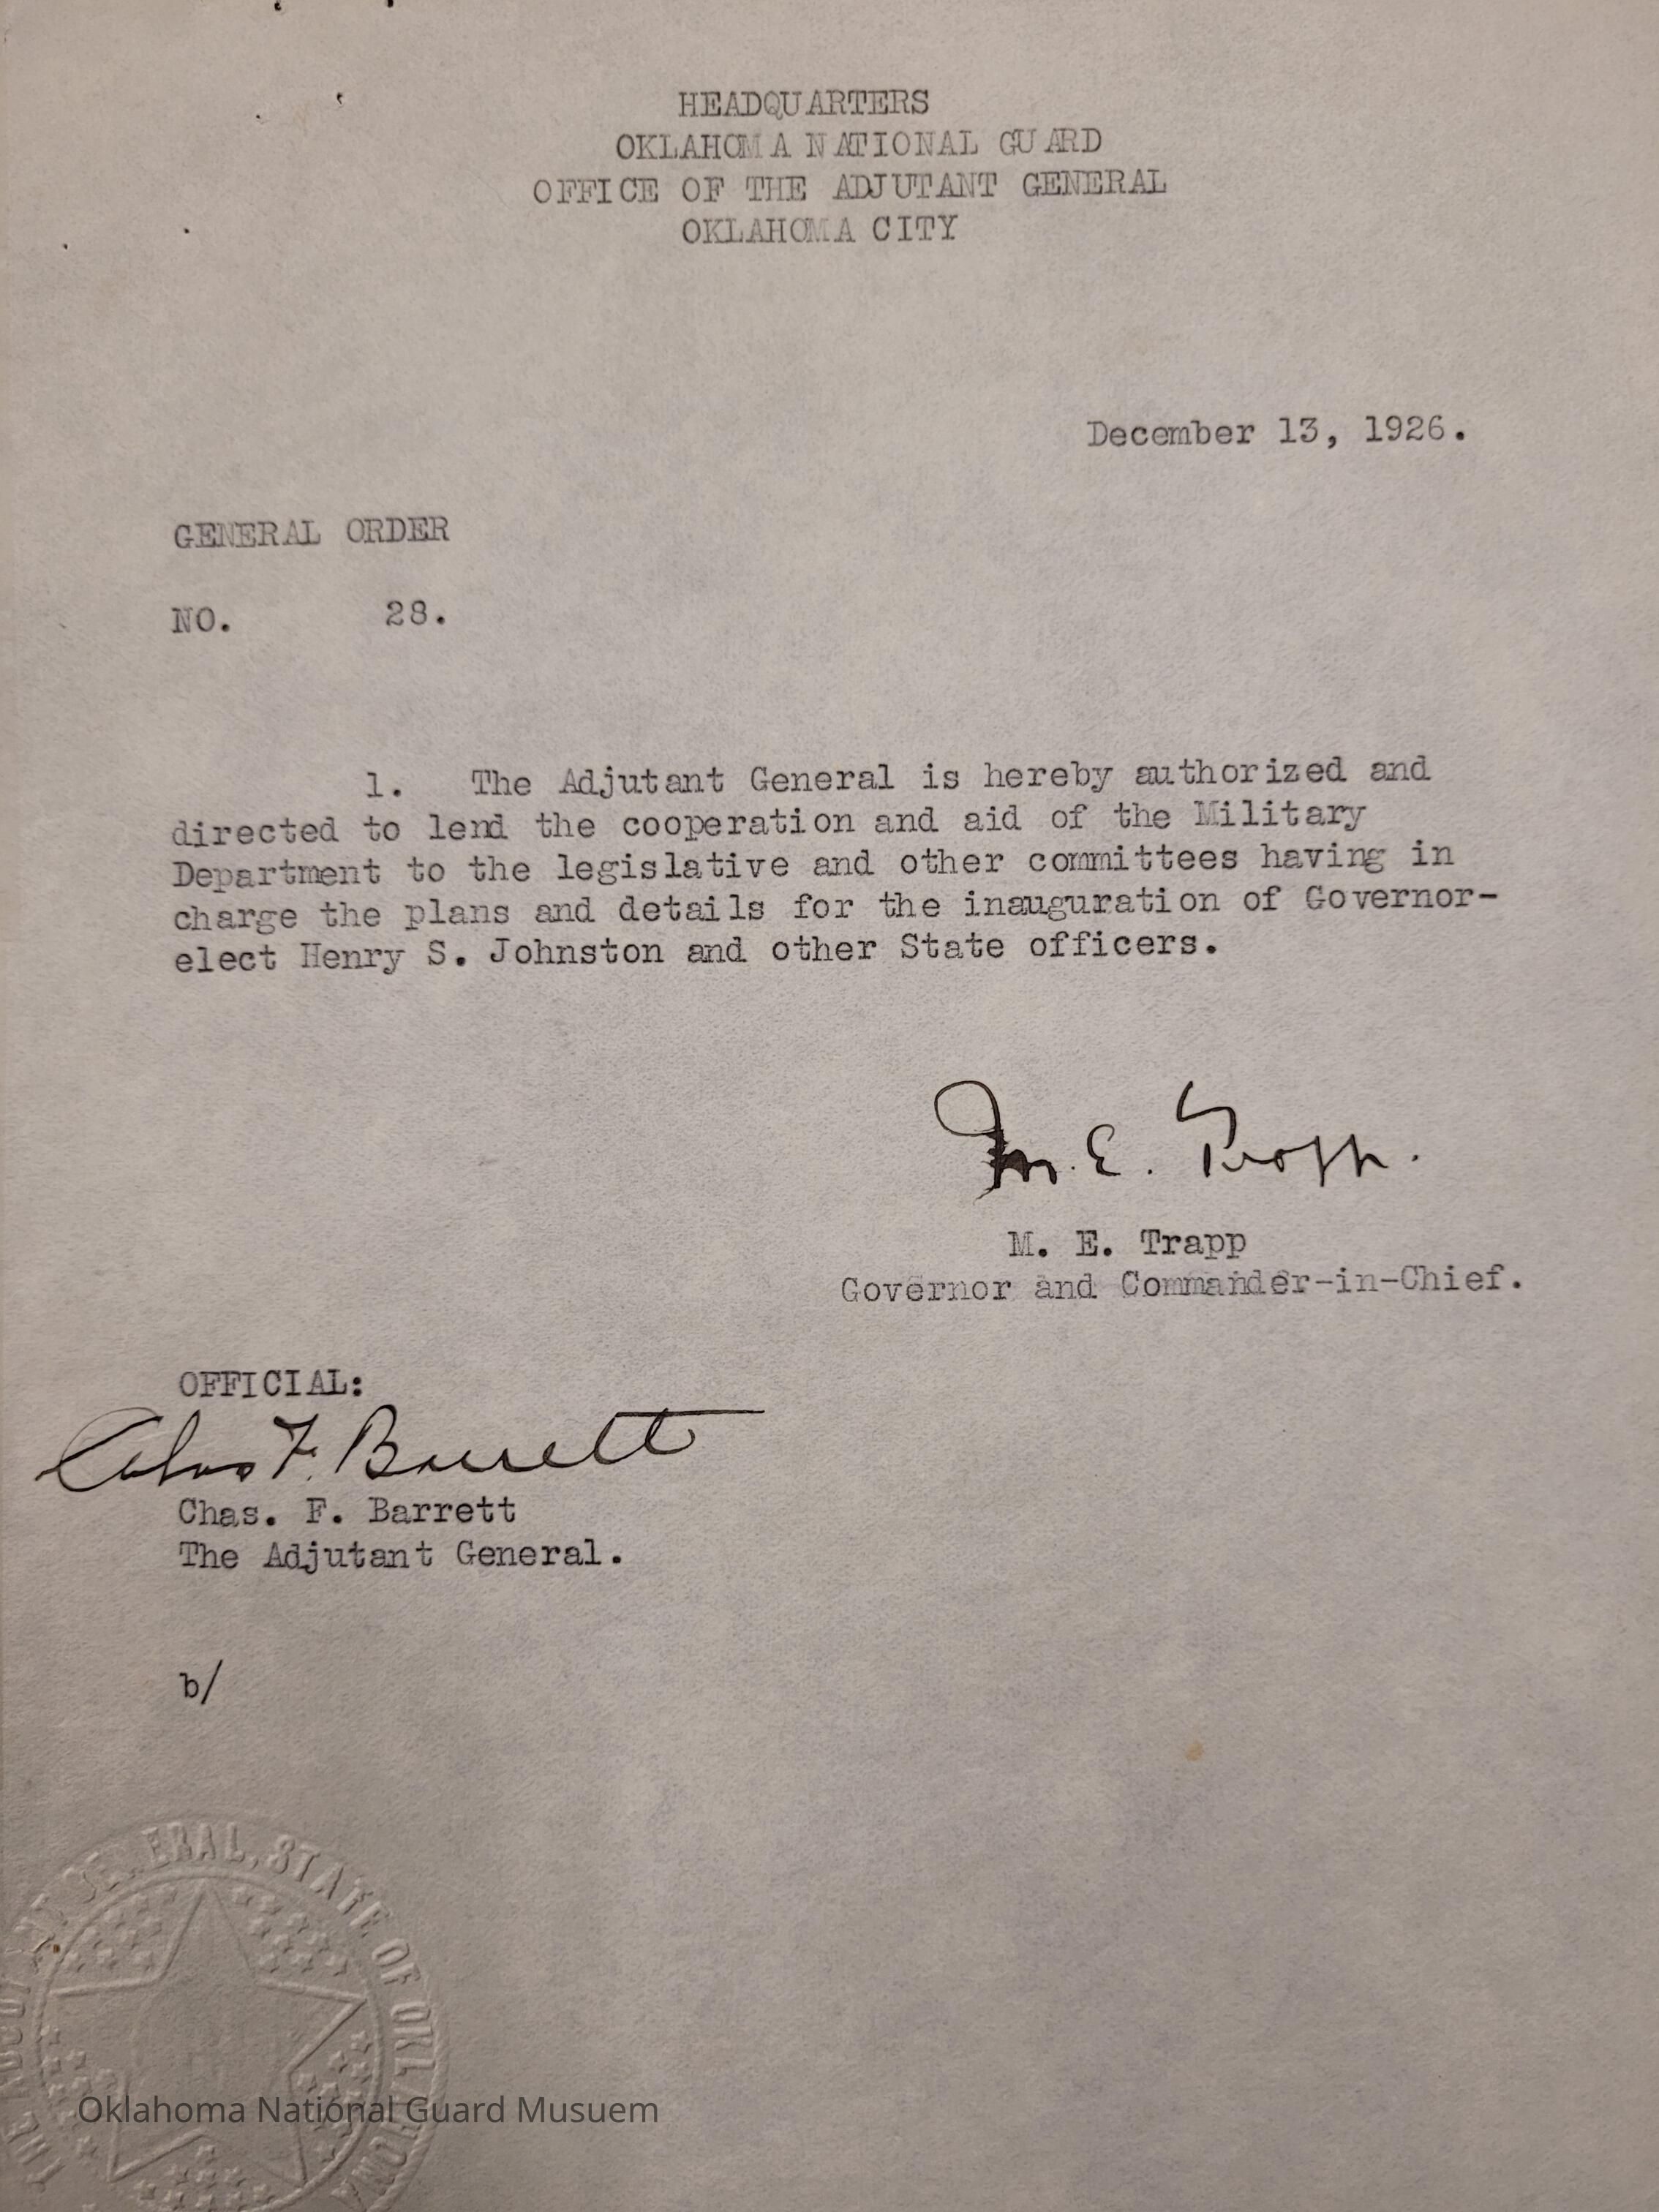 HEADQUARTERS
OKLAHOMA NATIONAL GUARD
OFFICE OF THE ADJUTANT GENERAL
OKLAHOMA CITY
December 13, 1926.
GENERAL ORDER
NO. 28.
1. The Adjutant General is hereby authorized and
directed to lend the cooperation and aid of the Military
Department to the legislative and other committees having in
charge the plans and details for the inauguration of Governor-
elect Henry S. Johnston and other State officers.
M. E. Trapp.
M. E. Trapp
Governor and Commander-in-Chief.
OFFICIAL:
Chas F. Barrett
Chas. F. Barrett
The Adjutant General.
b/
GENERAL, STATE OF OKLAHOMA
Oklahoma National Guard Musuem